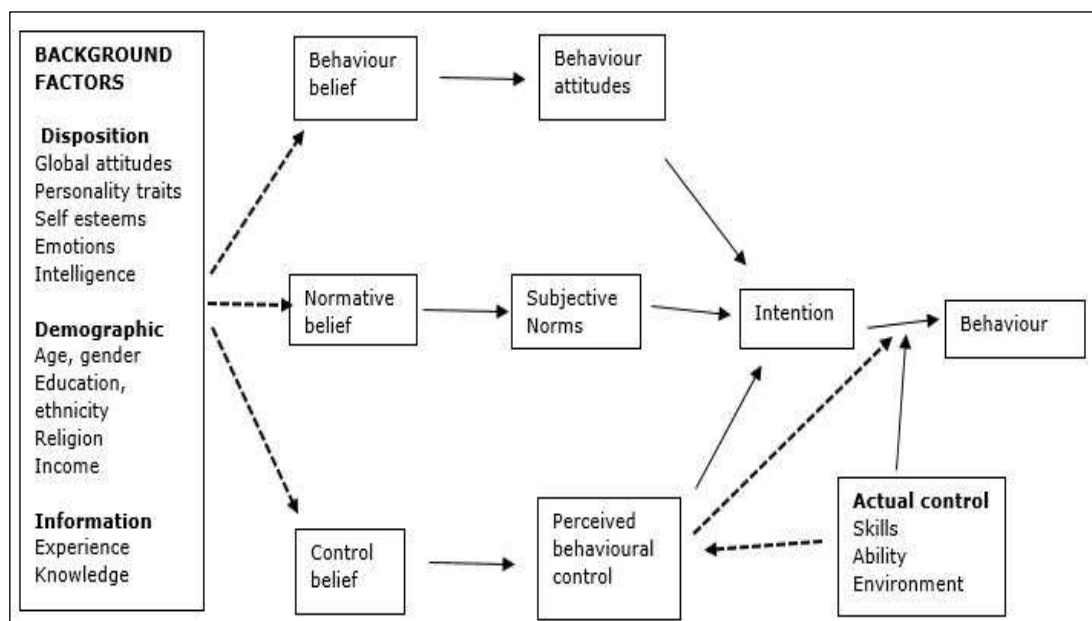 BACKGROUND
FACTORS
Disposition
Global attitudes
Personality traits
Self esteems
Emotions
Intelligence
Demographic
Age, gender
Education,
ethnicity
Religion
Income
Information
Experience
Knowledge
Behaviour
belief
Behaviour
attitudes
Normative
belief
Subjective
Norms
Intention
Behaviour
Control
belief
Perceived
behavioural
control
Actual control
Skills
Ability
Environment